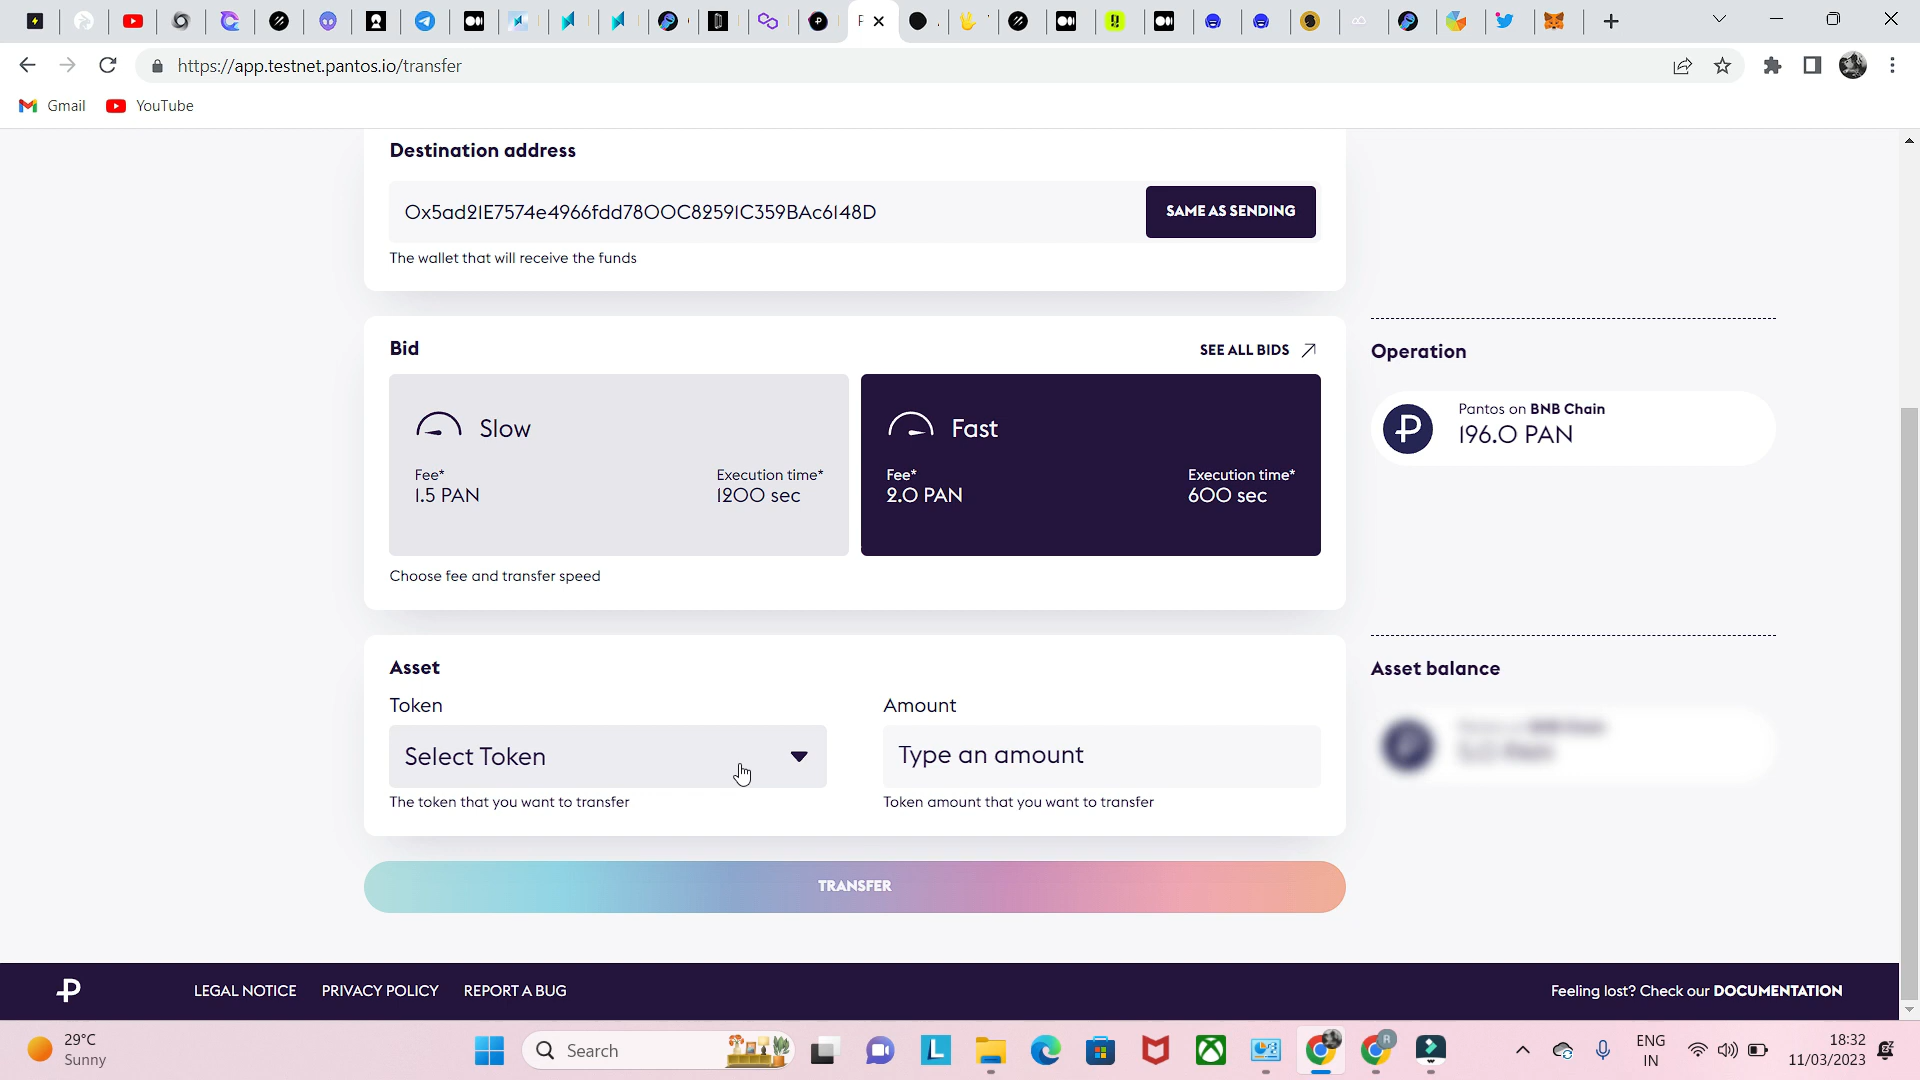 F
https://app.testnet.pantos.io/transfer
Gmail
YouTube
Destination address
0x5ad21E7574e4966fdd7800C82591C359BAc6148D
SAME AS SENDING
The wallet that will receive the funds
Bid
SEE ALL BIDS
Slow
Fee*
Execution time*
1.5 PAN
1200 sec
Fast
Fee*
Execution time*
2.0 PAN
600 sec
Choose fee and transfer speed
Operation
Pantos on BNB Chain
196.0 PAN
Asset
Token
Amount
Select Token
Type an amount
The token that you want to transfer
Token amount that you want to transfer
Asset balance
TRANSFER
LEGAL NOTICE
PRIVACY POLICY
REPORT A BUG
Feeling lost? Check our DOCUMENTATION
29°C
Sunny
Search
ENG
IN
18:32
11/03/2023